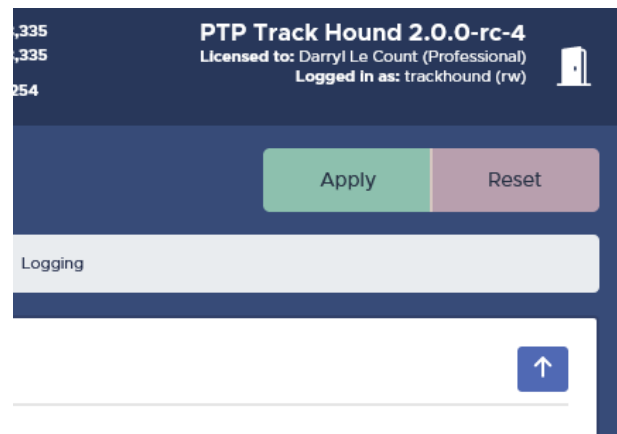 ,335
,335
254
PTP Track Hound 2.0.0-rc-4
Licensed to: Darryl Le Count (Professional)
Logged in as: trackhound (rw)
Apply
Reset
Logging